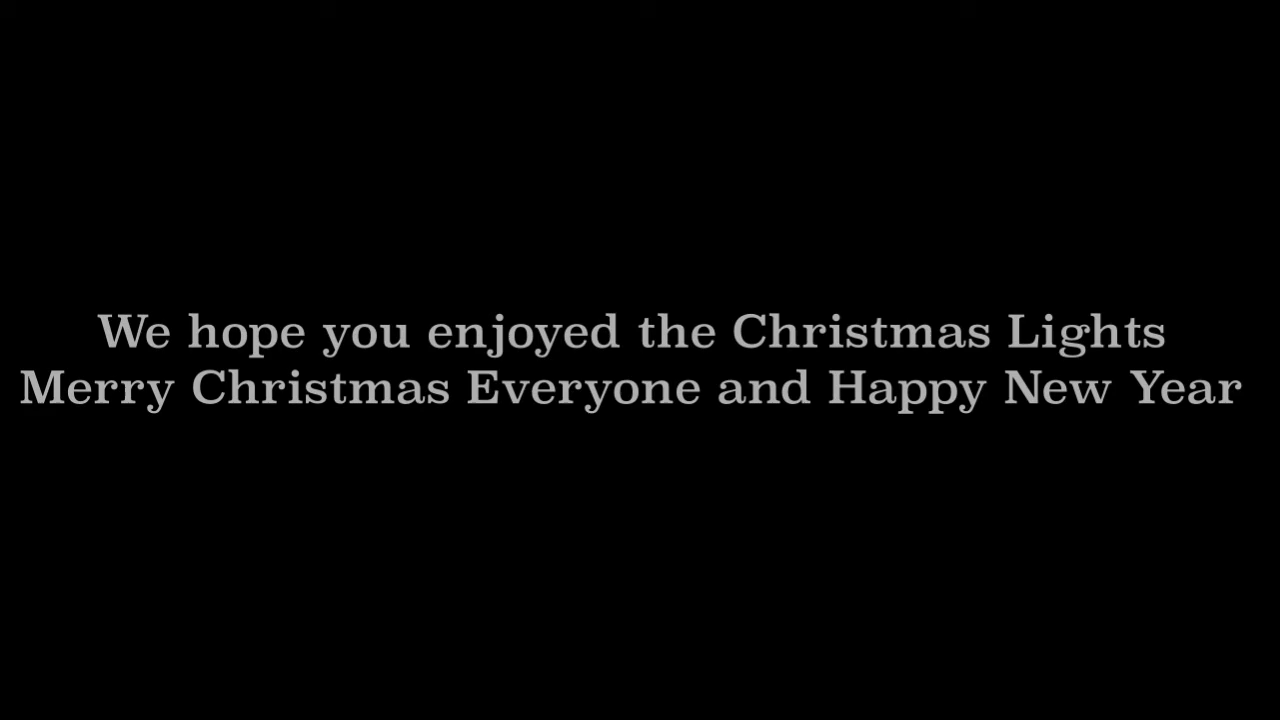 We hope you enjoyed the Christmas Lights
Merry Christmas Everyone and Happy New Year